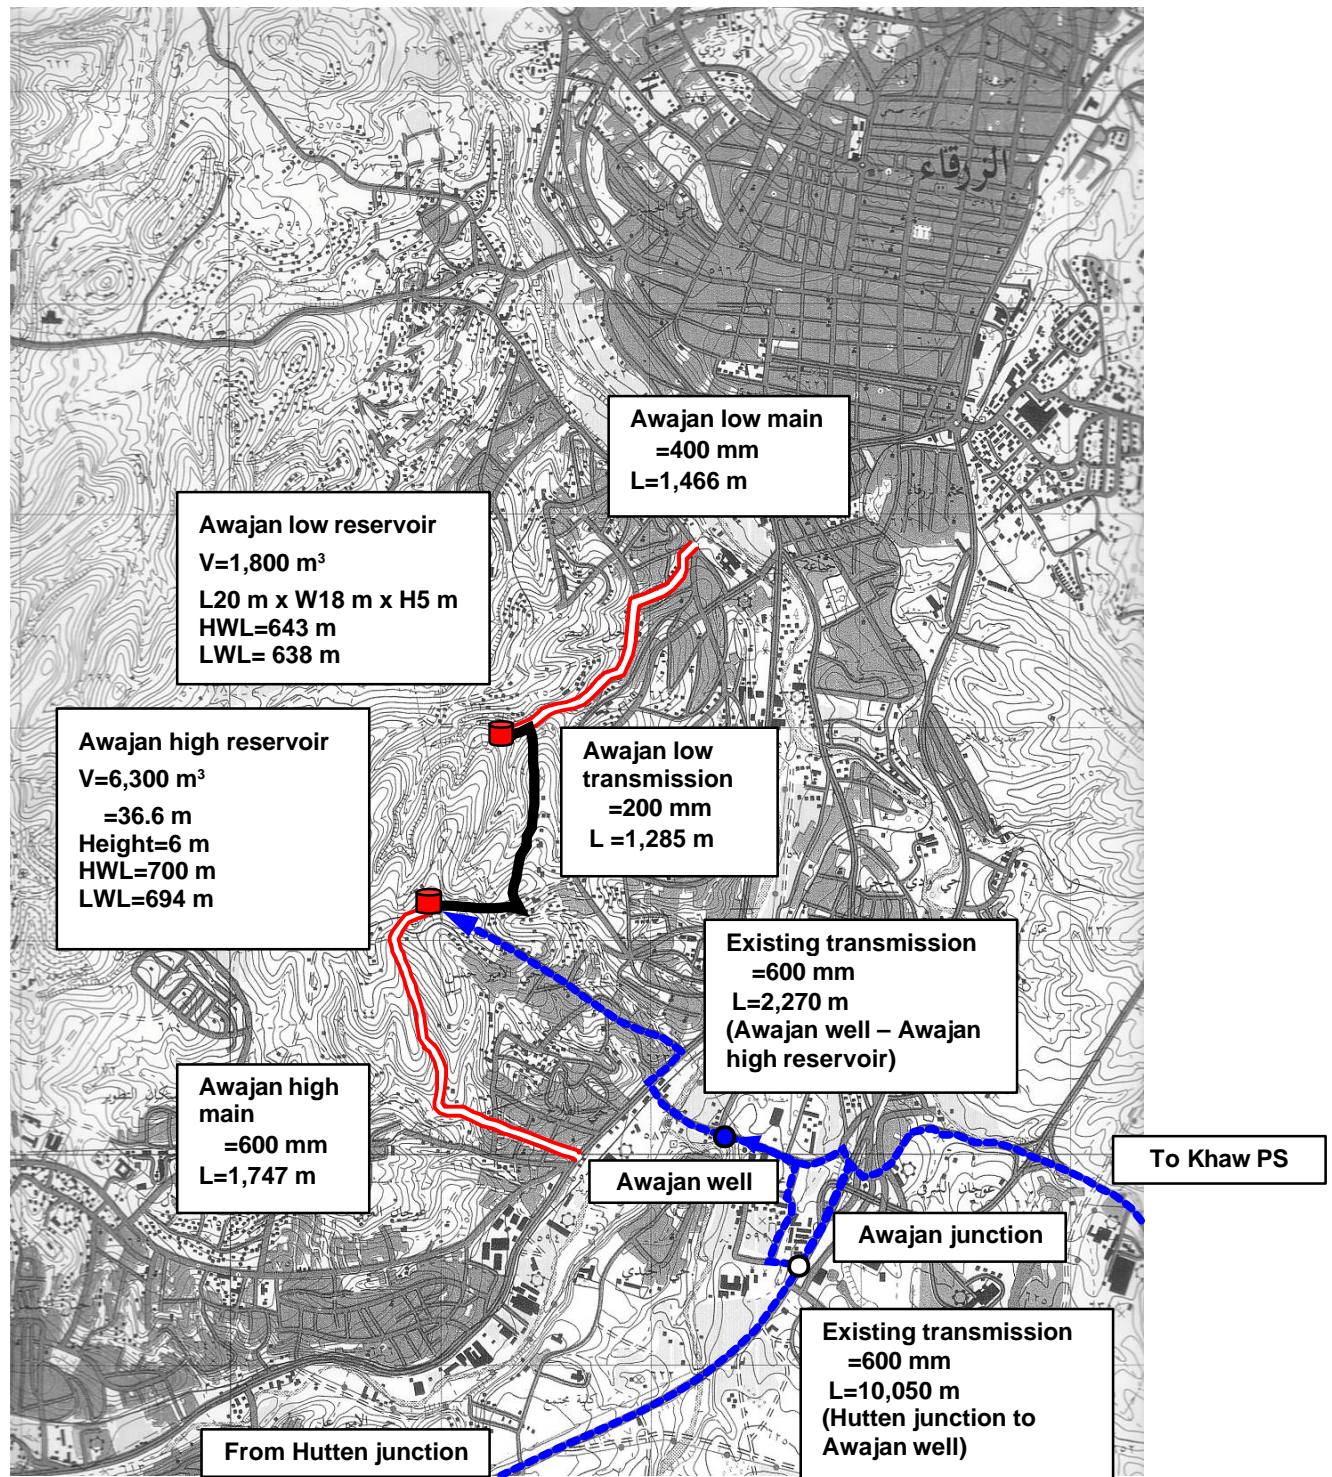 الزرقاء
Awajan low main
=400 mm
L=1,466 m
Awajan low reservoir
V=1,800 m³
L20 m x W18 m x H5 m
HWL=643 m
LWL= 638 m
Awajan high reservoir
V=6,300 m³
=36.6 m
Height=6 m
HWL=700 m
LWL=694 m
Awajan low
transmission
=200 mm
L =1,285 m
Existing transmission
=600 mm
L=2,270 m
(Awajan well – Awajan
high reservoir)
Awajan high
main
=600 mm
L=1,747 m
Awajan well
To Khaw PS
Awajan junction
Existing transmission
=600 mm
L=10,050 m
(Hutten junction to
Awajan well)
From Hutten junction